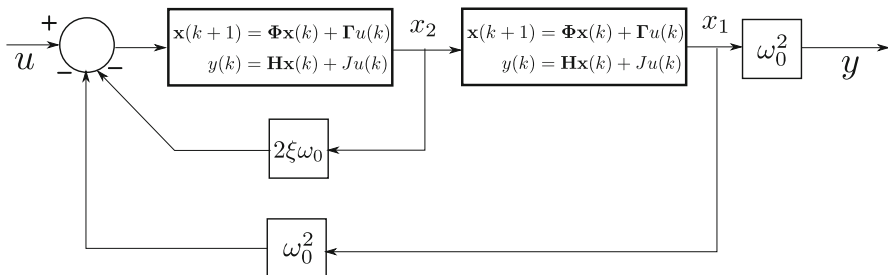 +
u
−
−
𝐱(k + 1) = 𝚽𝐱(k) + 𝚪u(k)
y(k) = 𝐇𝐱(k) + Ju(k)
x₂
𝐱(k + 1) = 𝚽𝐱(k) + 𝚪u(k)
y(k) = 𝐇𝐱(k) + Ju(k)
x₁
ω₀²
y
2ξω₀
ω₀²